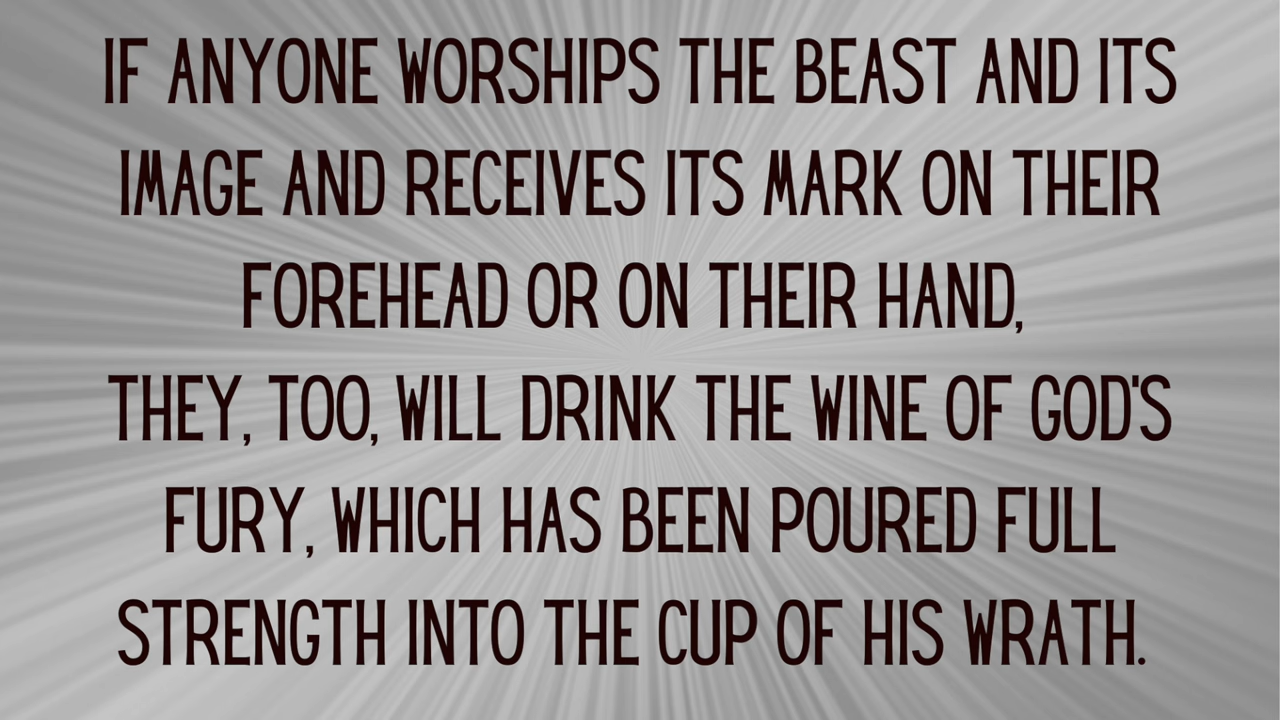 IF ANYONE WORSHIPS THE BEAST AND ITS
IMAGE AND RECEIVES ITS MARK ON THEIR
FOREHEAD OR ON THEIR HAND,
THEY, TOO, WILL DRINK THE WINE OF GOD'S
FURY, WHICH HAS BEEN POURED FULL
STRENGTH INTO THE CUP OF HIS WRATH.